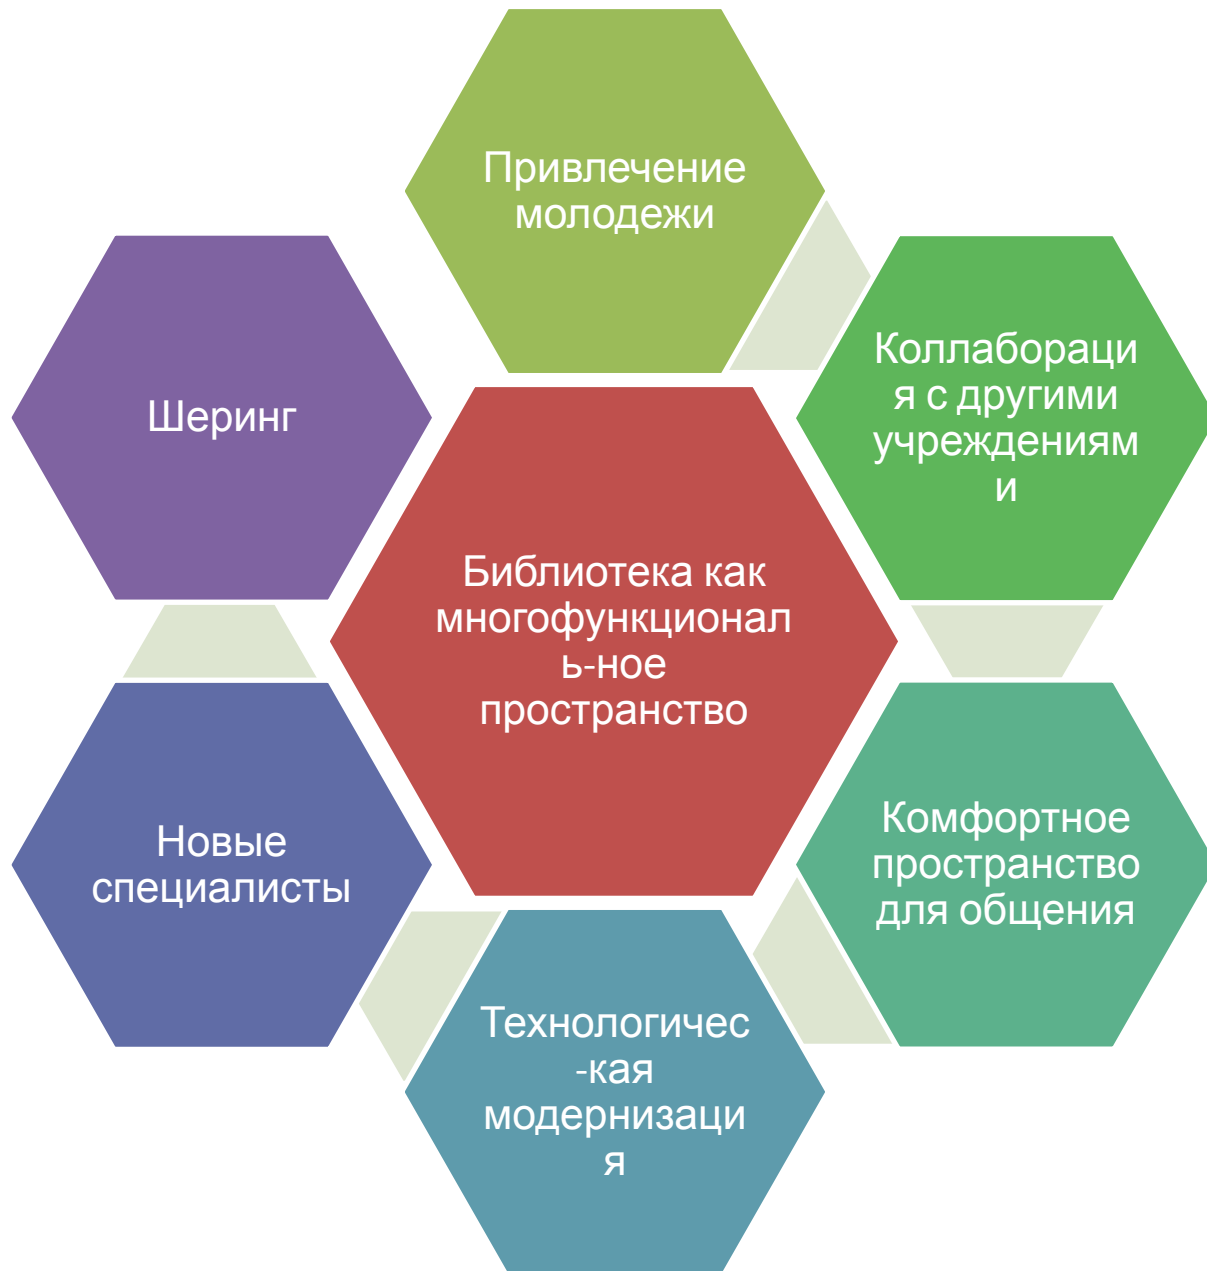 Привлечение
молодежи
Коллабораци
я с другими
учреждениям
и
Шеринг
Библиотека как
многофункционал
ь-ное
пространство
Комфортное
пространство
для общения
Новые
специалисты
Технологичес
-кая
модернизаци
я